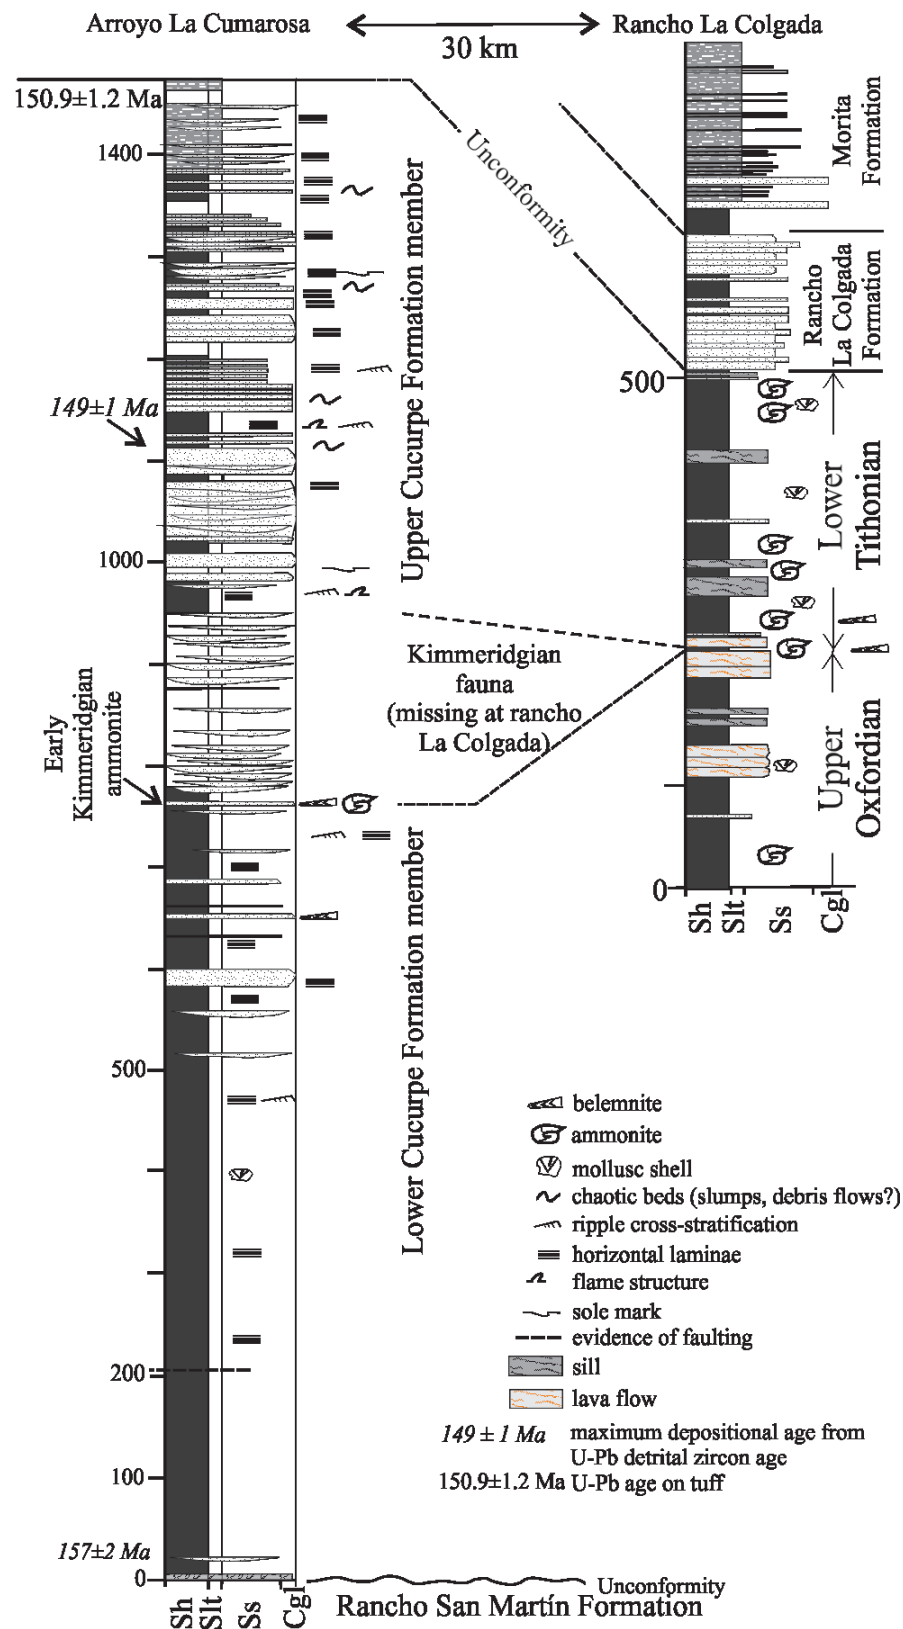 Arroyo La Cumarosa
30 km
Rancho La Colgada
150.9±1.2 Ma
1400
149±1 Ma
1000
Early
Kimmeridgian
ammonite
500
200
100
157±2 Ma
0
Sh
Slt
Ss
Cgl
Upper Cucurpe Formation member
Lower Cucurpe Formation member
Unconformity
Kimmeridgian
fauna
(missing at rancho
La Colgada)
Morita
Formation
Rancho
La Colgada
Formation
500
Lower
Tithonian
Upper
Oxfordian
0
Sh
Slt
Ss
Cgl
belemnite
ammonite
mollusc shell
chaotic beds (slumps, debris flows?)
ripple cross-stratification
horizontal laminae
flame structure
sole mark
evidence of faulting
sill
lava flow
149 ± 1 Ma maximum depositional age from
U-Pb detrital zircon age
150.9±1.2 Ma U-Pb age on tuff
Unconformity
Rancho San Martín Formation